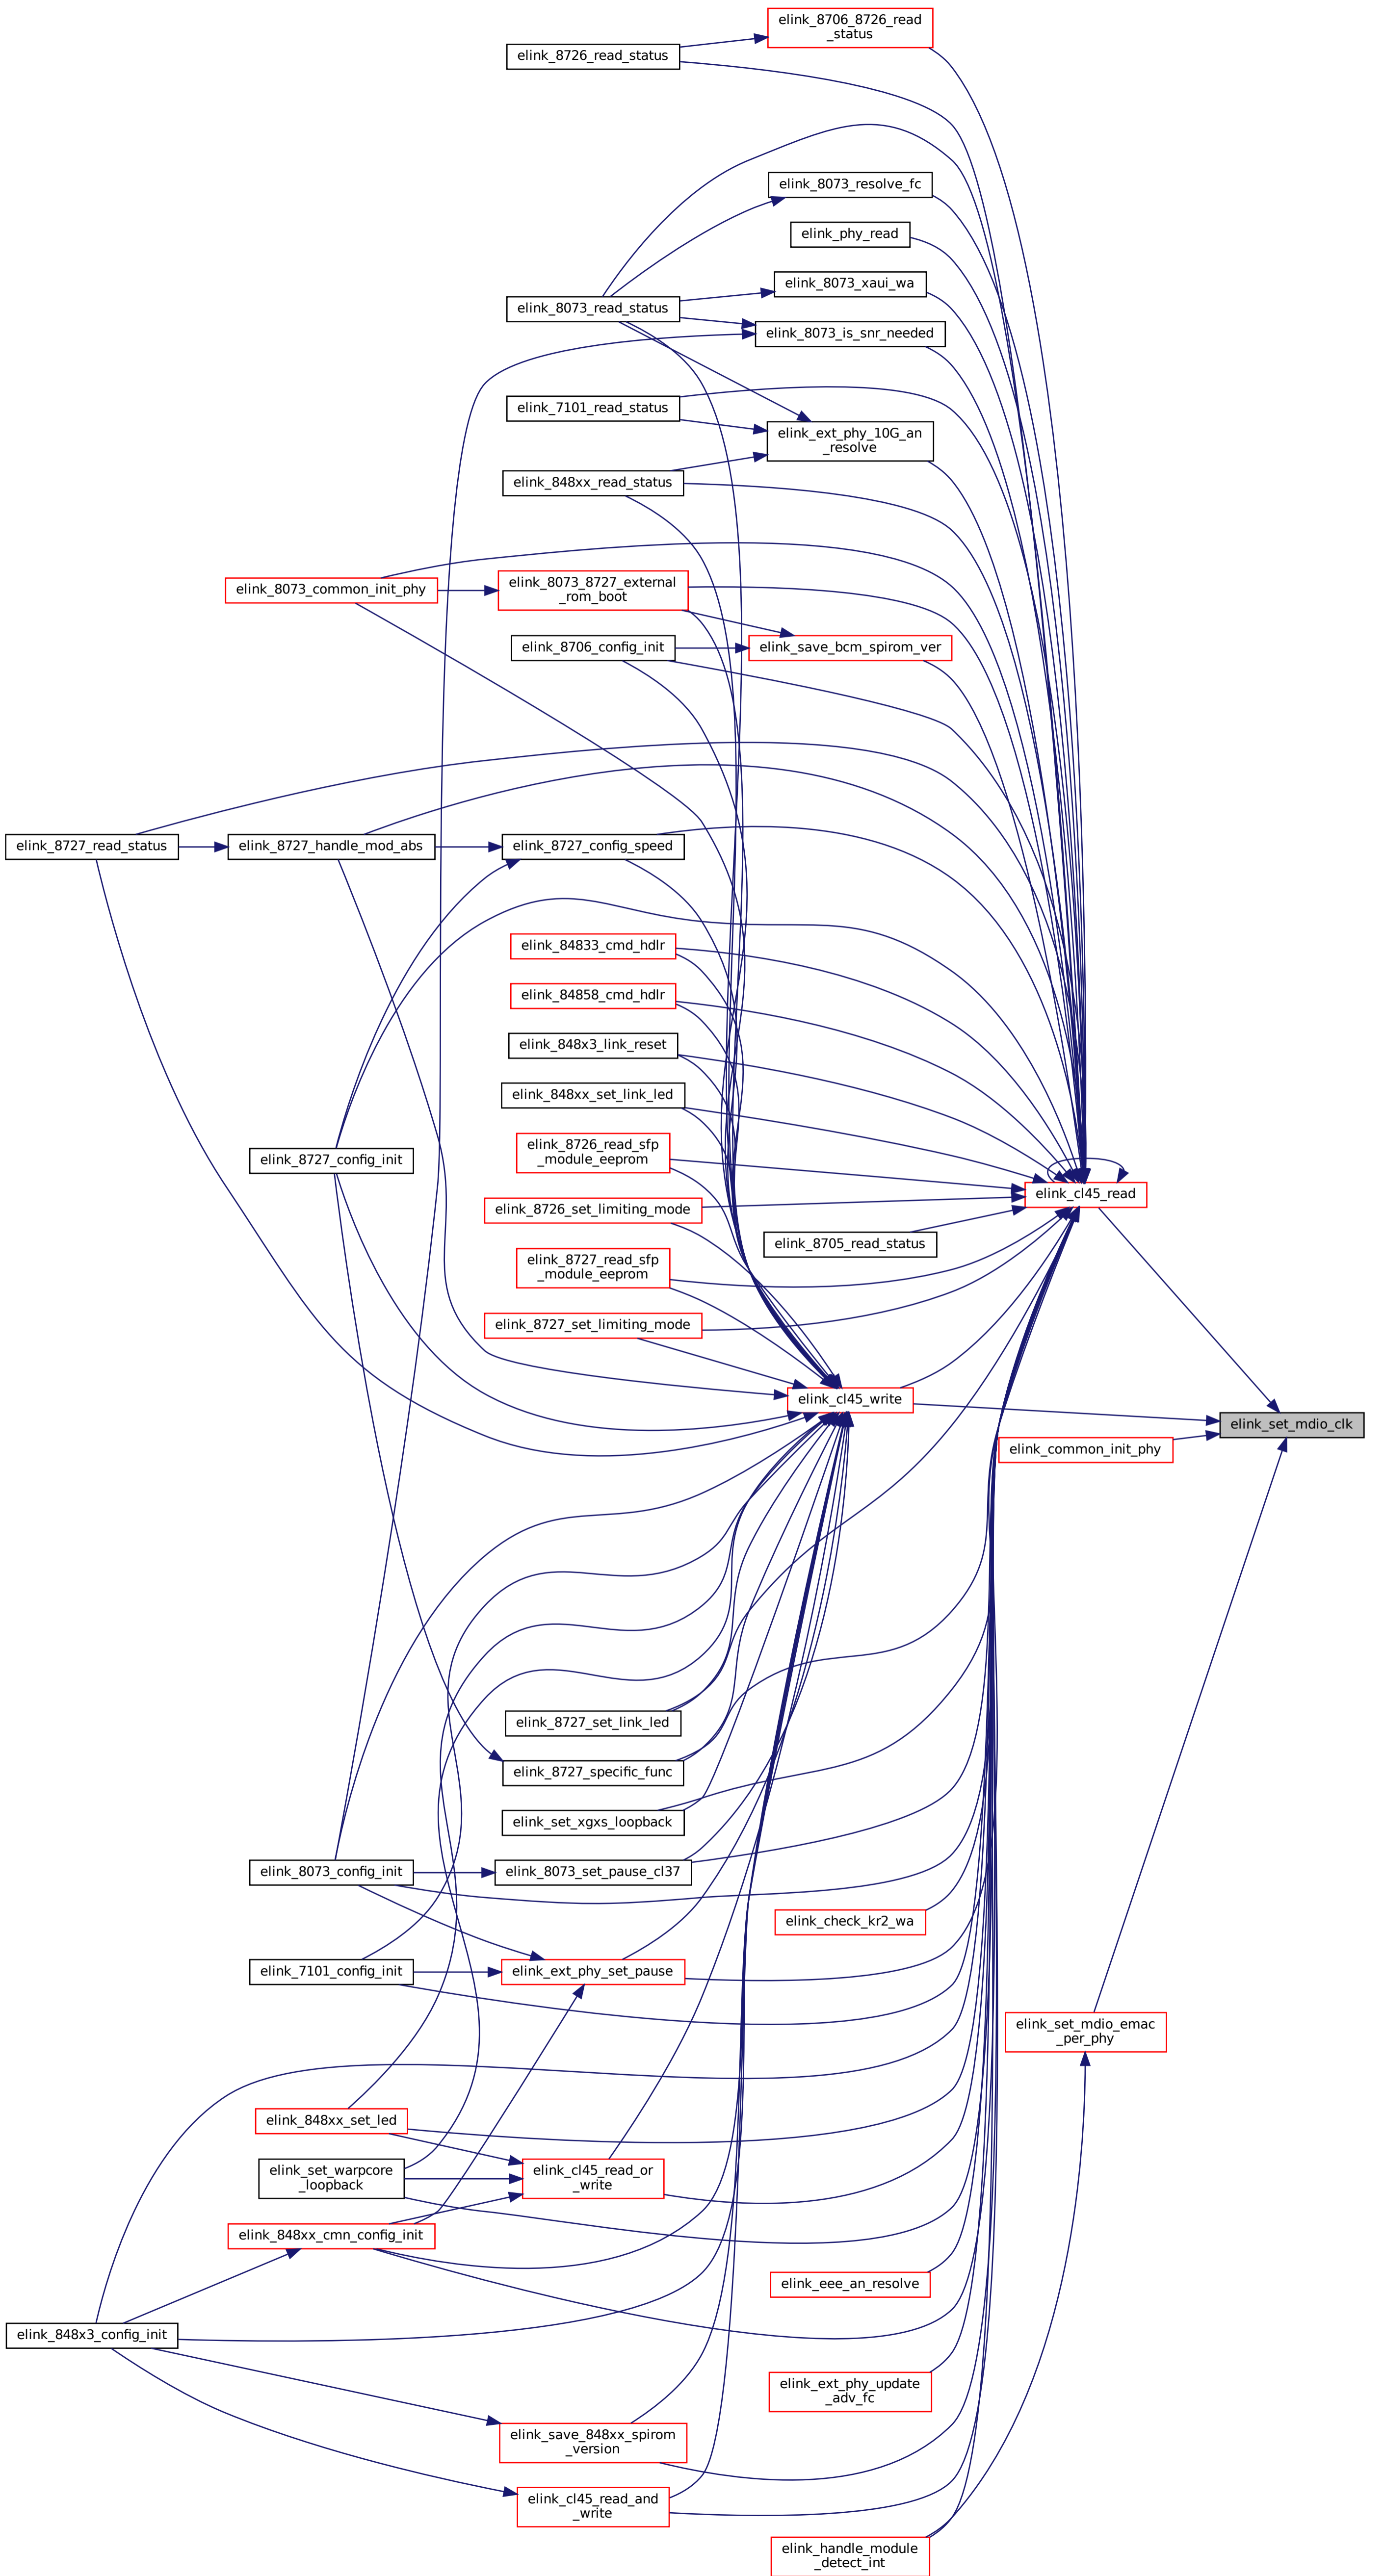 elink_8706_8726_read
_status
elink_8726_read_status
elink_8073_resolve_fc
elink_phy_read
elink_8073_xaui_wa
elink_8073_read_status
elink_8073_is_snr_needed
elink_7101_read_status
elink_ext_phy_10G_an
_resolve
elink_848xx_read_status
elink_8073_common_init_phy
elink_8073_8727_external
_rom_boot
elink_8706_config_init
elink_save_bcm_spirom_ver
elink_8727_read_status
elink_8727_handle_mod_abs
elink_8727_config_speed
elink_84833_cmd_hdlr
elink_84858_cmd_hdlr
elink_848x3_link_reset
elink_848xx_set_link_led
elink_8726_read_sfp
_module_eeprom
elink_8727_config_init
elink_cl45_read
elink_8726_set_limiting_mode
elink_8705_read_status
elink_8727_read_sfp
_module_eeprom
elink_8727_set_limiting_mode
elink_cl45_write
elink_set_mdio_clk
elink_common_init_phy
elink_8727_set_link_led
elink_8727_specific_func
elink_set_xgxs_loopback
elink_8073_config_init
elink_8073_set_pause_cl37
elink_check_kr2_wa
elink_7101_config_init
elink_ext_phy_set_pause
elink_set_mdio_emac
_per_phy
elink_848xx_set_led
elink_set_warpcore
_loopback
elink_cl45_read_or
_write
elink_848xx_cmn_config_init
elink_eee_an_resolve
elink_848x3_config_init
elink_ext_phy_update
_adv_fc
elink_save_848xx_spirom
_version
elink_cl45_read_and
_write
elink_handle_module
_detect_int